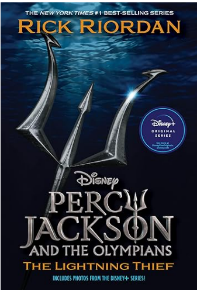 THE NEW YORK TIMES #1 BEST-SELLING SERIES
RICK RIORDAN
Disney+
ORIGINAL
SERIES
Disney
PERCY
JACKSON
AND THE OLYMPIANS
THE LIGHTNING THIEF
INCLUDES PHOTOS FROM THE DISNEY+ SERIES!